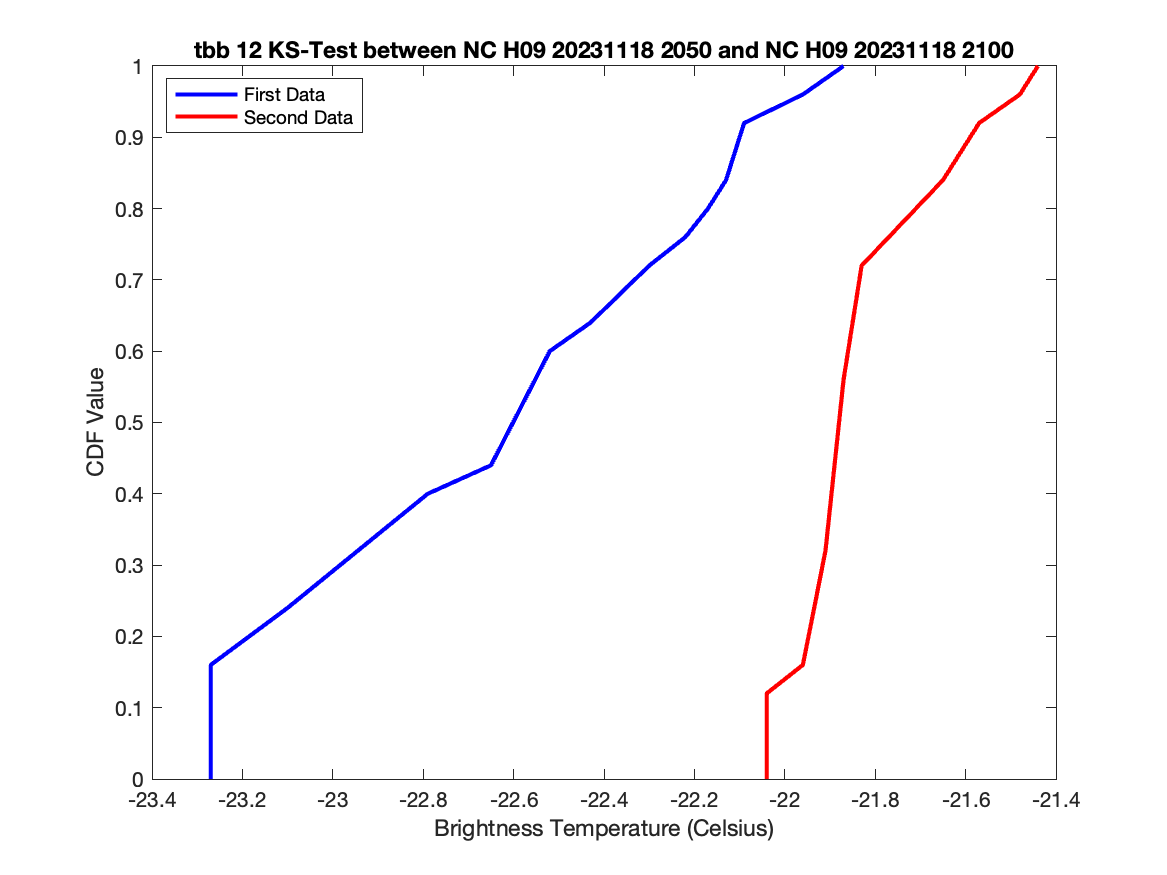 tbb 12 KS-Test between NC H09 20231118 2050 and NC H09 20231118 2100
First Data
Second Data
CDF Value
1
0.9
0.8
0.7
0.6
0.5
0.4
0.3
0.2
0.1
0
-23.4 -23.2 -23 -22.8 -22.6 -22.4 -22.2 -22 -21.8 -21.6 -21.4
Brightness Temperature (Celsius)